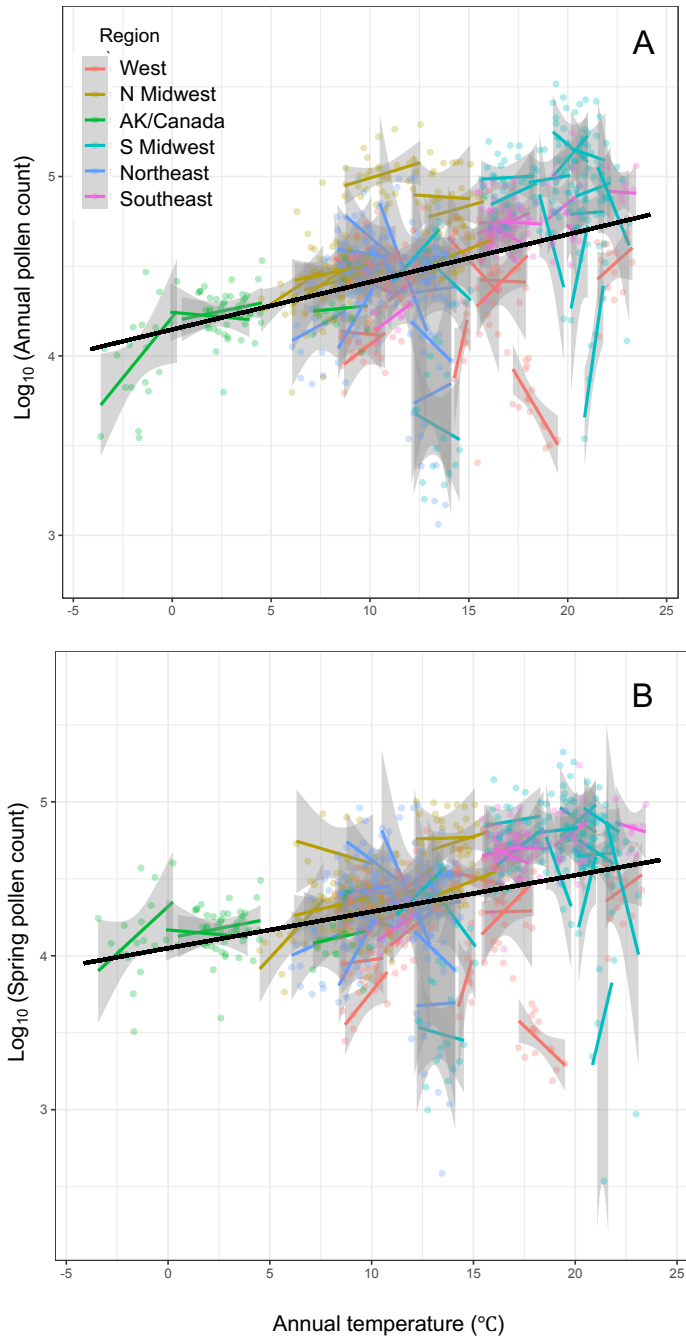 A
Region
West
N Midwest
AK/Canada
S Midwest
Northeast
Southeast
Log10 (Annual pollen count)
5
4
3
-5 0 5 10 15 20 25
B
Log10 (Spring pollen count)
5
4
3
-5 0 5 10 15 20 25
Annual temperature (℃)